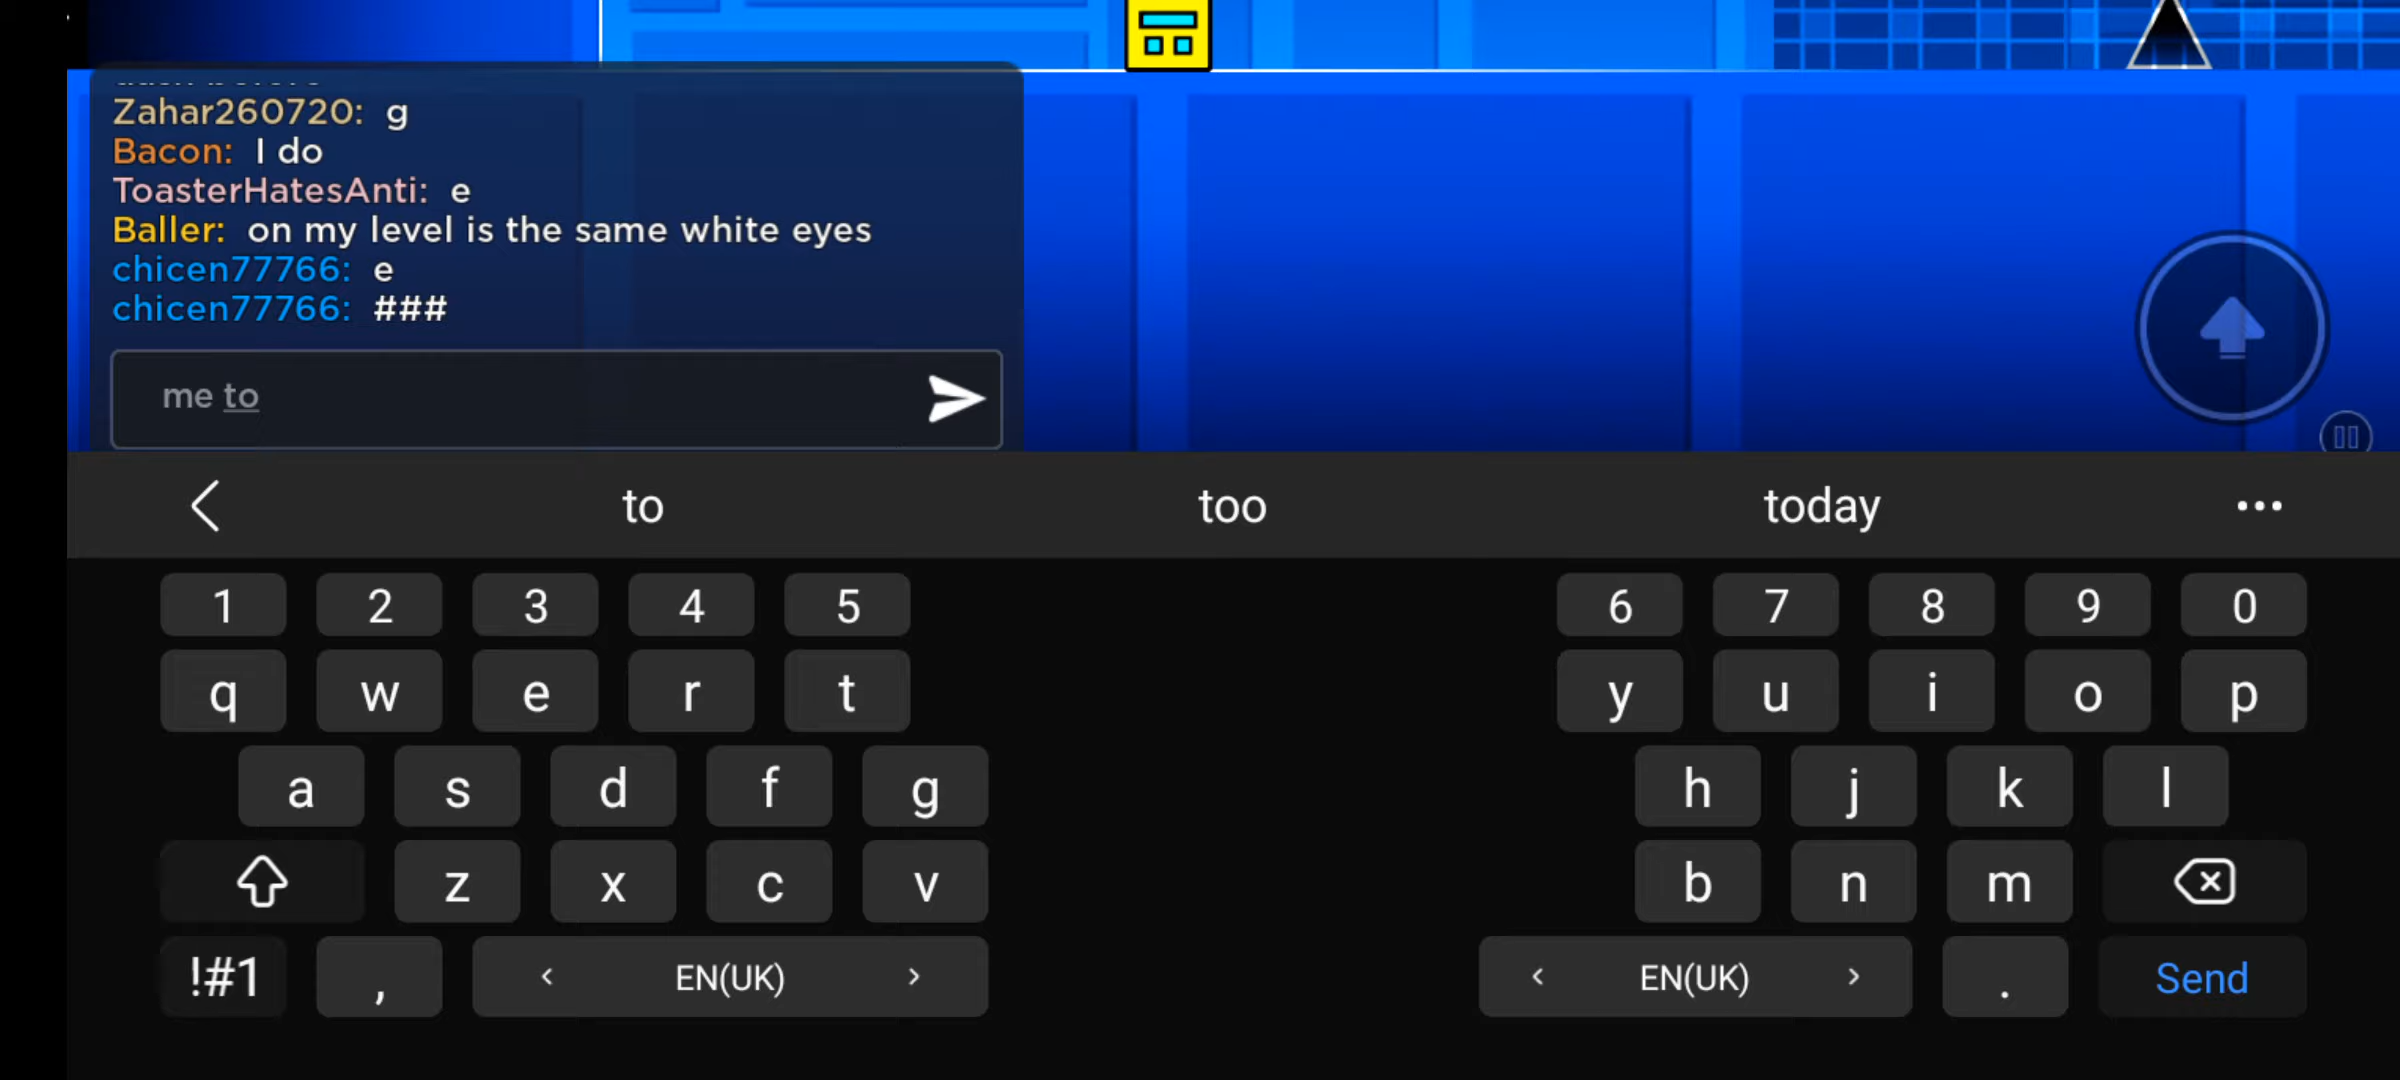 Zahar260720: g
Bacon: I do
ToasterHatesAnti: e
Baller: on my level is the same white eyes
chicen77766: e
chicen77766: ###
me to
to too today
1 2 3 4 5 6 7 8 9 0
q w e r t y u i o p
a s d f g h j k l
z x c v b n m
!#1 , EN(UK) EN(UK) . Send